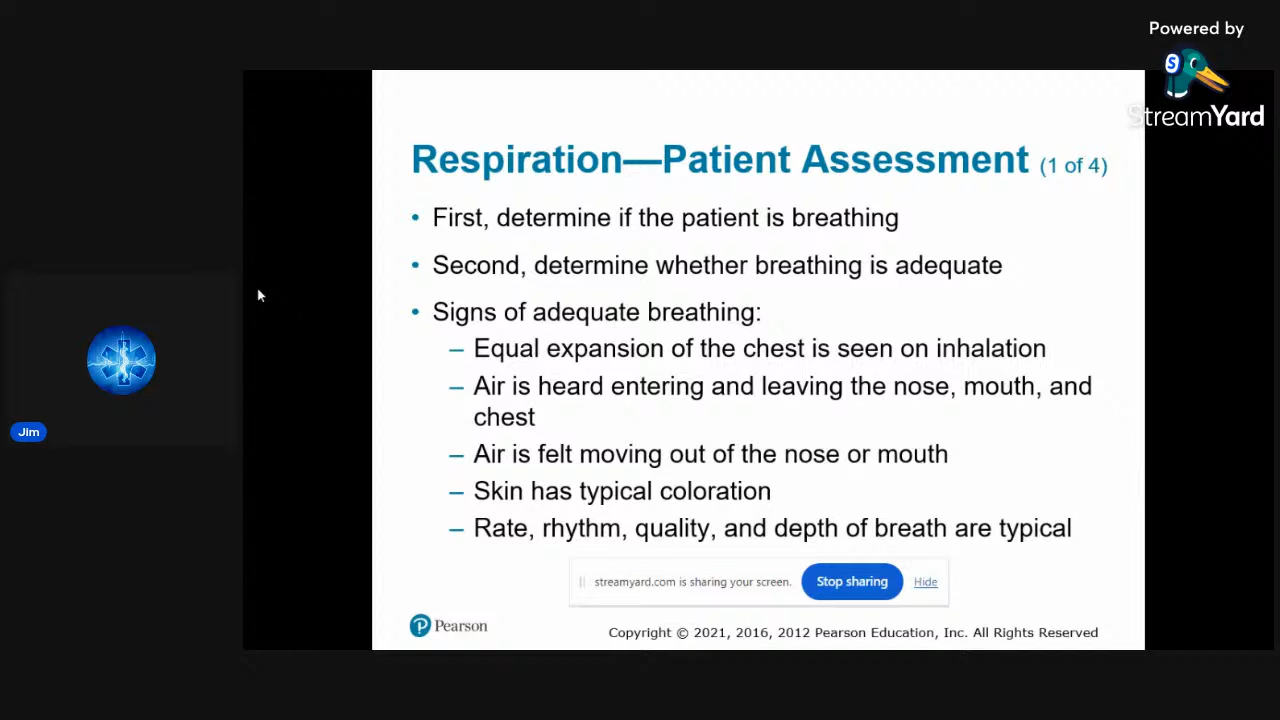 Powered by
StreamYard
Respiration—Patient Assessment (1 of 4)
• First, determine if the patient is breathing
• Second, determine whether breathing is adequate
• Signs of adequate breathing:
– Equal expansion of the chest is seen on inhalation
– Air is heard entering and leaving the nose, mouth, and
chest
– Air is felt moving out of the nose or mouth
– Skin has typical coloration
– Rate, rhythm, quality, and depth of breath are typical
Jim
streamyard.com is sharing your screen. Stop sharing Hide
Pearson
Copyright © 2021, 2016, 2012 Pearson Education, Inc. All Rights Reserved